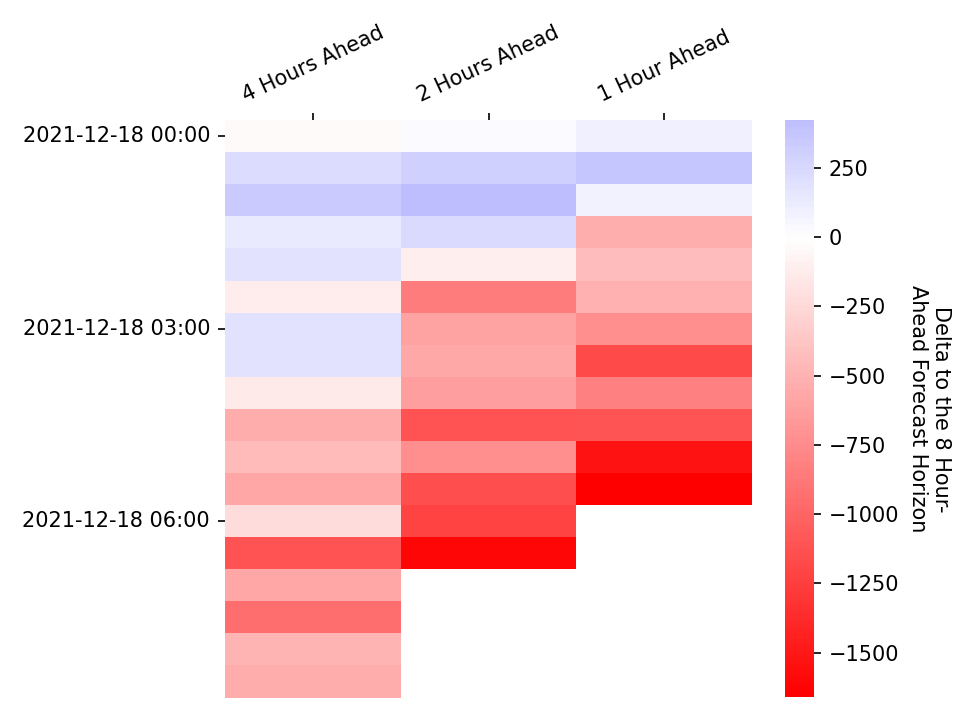 4 Hours Ahead
2 Hours Ahead
1 Hour Ahead
2021-12-18 00:00
2021-12-18 03:00
2021-12-18 06:00
250
0
−250
−500
−750
−1000
−1250
−1500
Delta to the 8 Hour-
Ahead Forecast Horizon